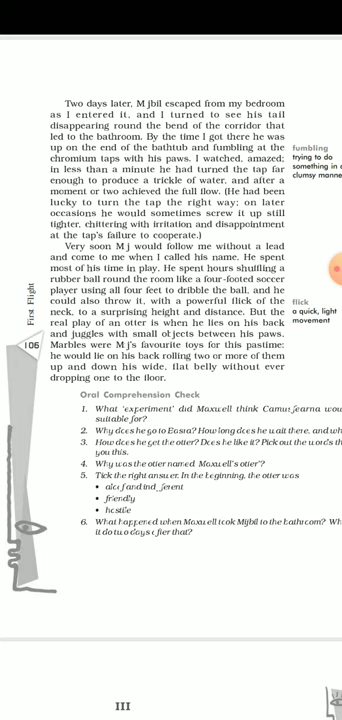 Two days later, Mijbil escaped from my bedroom
as I entered it, and I turned to see his tail
disappearing round the bend of the corridor that
led to the bathroom. By the time I got there he was
up on the end of the bathtub and fumbling at the
chromium taps with his paws. I watched, amazed;
in less than a minute he had turned the tap far
enough to produce a trickle of water, and after a
moment or two achieved the full flow. (He had been
lucky to turn the tap the right way; on later
occasions he would sometimes screw it up still
tighter, chittering with irritation and disappointment
at the tap's failure to cooperate.)
fumbling
trying to do
something in
clumsy
Very soon Mij would follow me without a lead
and come to me when I called his name. He spent
most of his time in play. He spent hours shuffling a
rubber ball round the room like a four-footed soccer
player using all four feet to dribble the ball, and he
could also throw it, with a powerful flick of the
neck, to a surprising height and distance. But the
real play of an otter is when he lies on his back
and juggles with small objects between his paws.
Marbles were Mij's favourite toys for this pastime:
he would lie on his back rolling two or more of them
up and down his wide, flat belly without ever
dropping one to the floor.
flick
a quick, light
movement
First Flight
106
Oral Comprehension Check
1. What 'experiment' did Maxwell think Camusfearna
suitable for?
2. Why does he go to Basra? How long does he wait there, and
3. How does he get the otter? Does he like it? Pick out the words
you this.
4. Why was the otter named 'Maxwell's otter'?
5. Tick the right answer. In the beginning, the otter was
• aloof and indifferent
• friendly
• hostile
6. What happened when Maxwell took Mijbil to the bathroom?
it do two days after that?
III